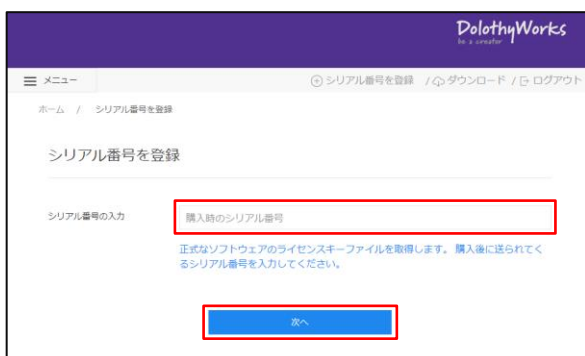 DolothyWorks
be a creator
メニュー
シリアル番号を登録 / ダウンロード / ログアウト
ホーム / シリアル番号を登録
シリアル番号を登録
シリアル番号の入力
購入時のシリアル番号
正式なソフトウェアのライセンスキーファイルを取得します。 購入後に送られてく
るシリアル番号を入力してください。
次へ